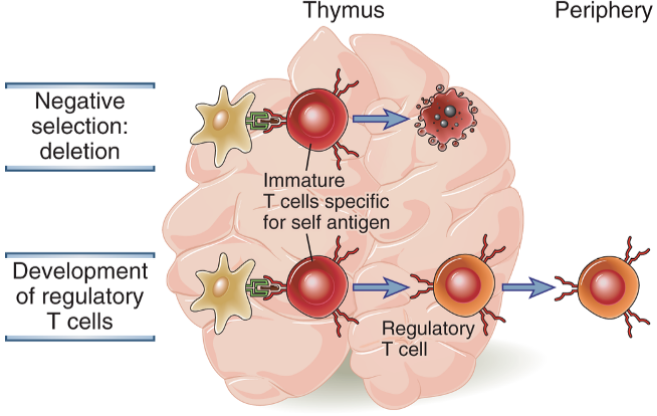 Thymus
Periphery
Negative
selection:
deletion
Immature
T cells specific
for self antigen
Development
of regulatory
T cells
Regulatory
T cell